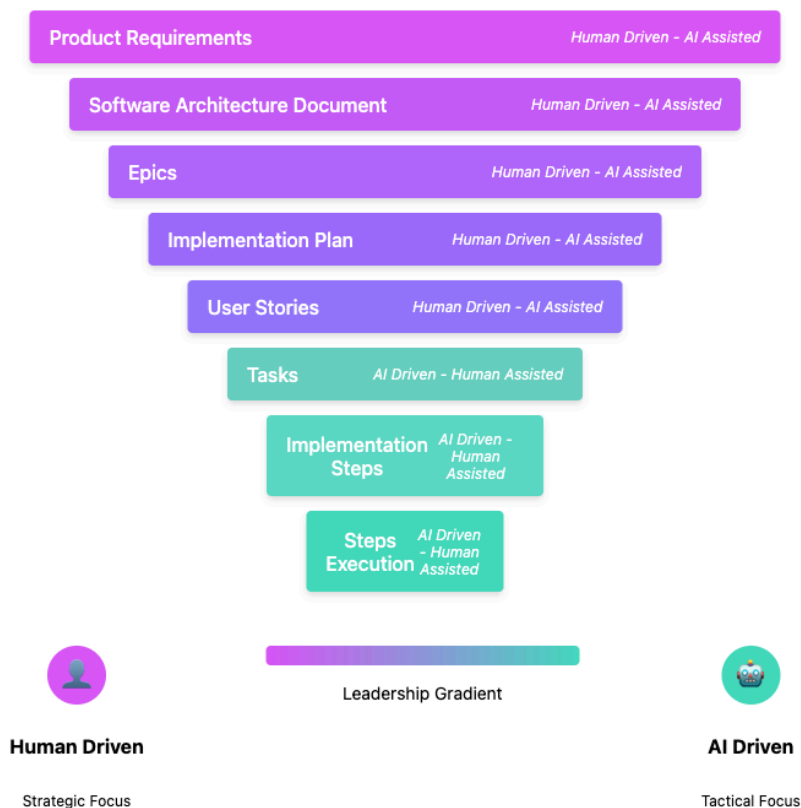 Product Requirements
Human Driven - AI Assisted
Software Architecture Document
Human Driven - AI Assisted
Epics
Human Driven - AI Assisted
Implementation Plan
Human Driven - AI Assisted
User Stories
Human Driven - AI Assisted
Tasks
AI Driven - Human Assisted
Implementation
Steps
AI Driven -
Human
Assisted
Steps
Execution
AI Driven
- Human
Assisted
Leadership Gradient
Human Driven
Strategic Focus
AI Driven
Tactical Focus